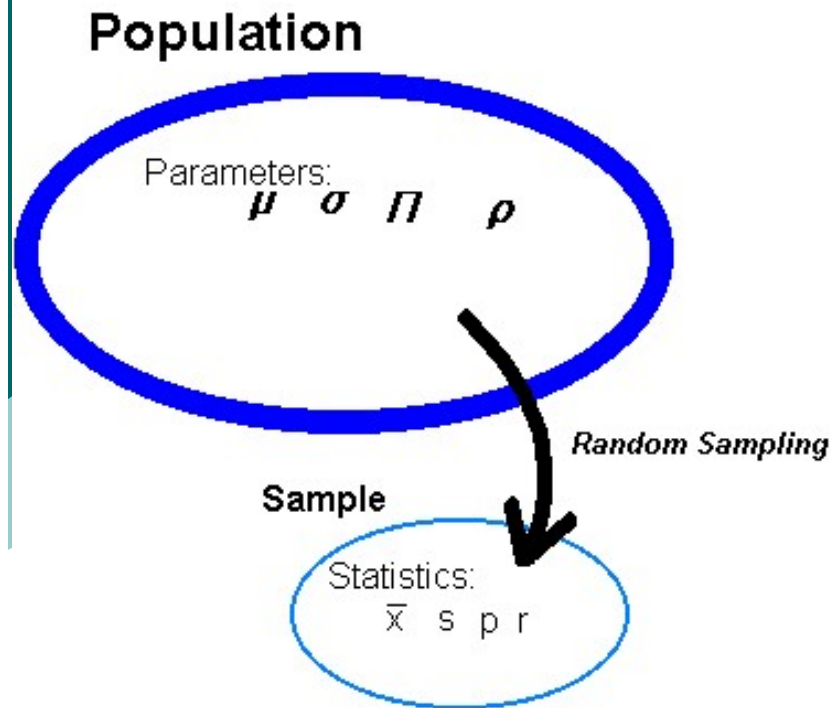 Population
Parameters:
μ σ Π ρ
Random Sampling
Sample
Statistics:
x̅ s p r